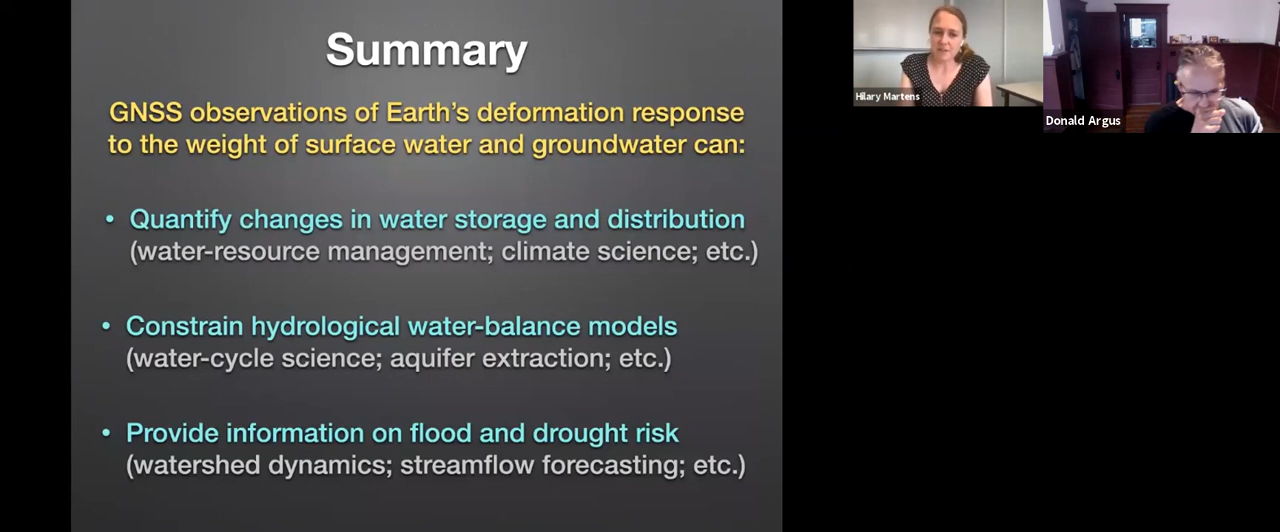 Summary
GNSS observations of Earth's deformation response
to the weight of surface water and groundwater can:
• Quantify changes in water storage and distribution
(water-resource management; climate science; etc.)
• Constrain hydrological water-balance models
(water-cycle science; aquifer extraction; etc.)
• Provide information on flood and drought risk
(watershed dynamics; streamflow forecasting; etc.)
Hilary Martens
Donald Argus